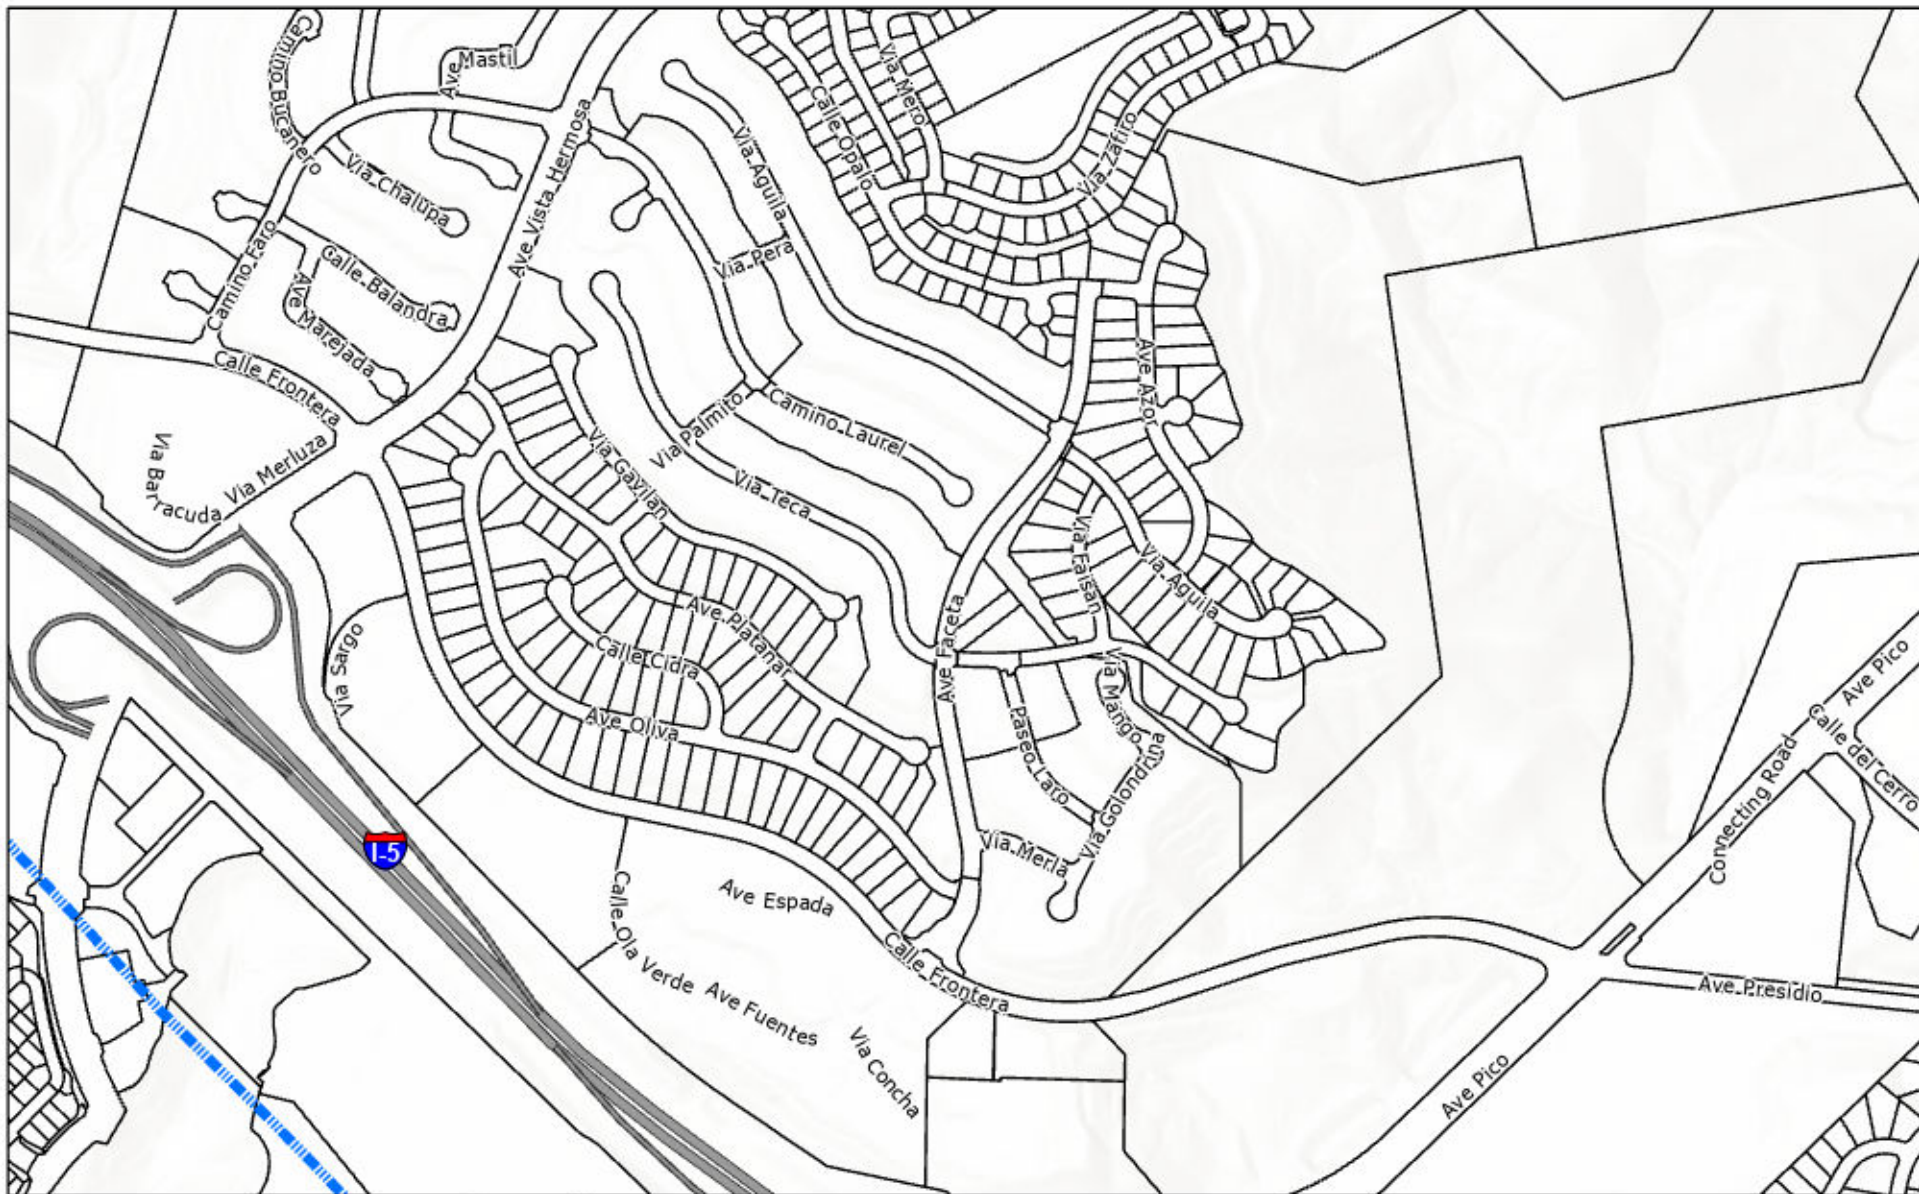 Camino Bucanero
Ave Mastil
Via Chalupa
Ave Vista Hermosa
Camino Faro
Calle Balandra
Ave Marejada
Calle Frontera
Via Barracuda
Via Merluza
Via Mero
Calle Opalo
Via Zafiro
Via Aguila
Via Pera
Ave Azor
Camino Laurel
Via Palmito
Via Gavilan
Via Teca
Via Faisan
Via Aguila
Ave Platanar
Calle Cidra
Ave Oliva
Via Sargo
Ave Faceta
Via Mango
Paseo Laro
Via Golondrina
Via Merla
Ave Pico
Calle del Cerro
Connecting Road
I-5
Ave Espada
Calle Ola Verde
Calle Frontera
Ave Fuentes
Via Concha
Ave Presidio
Ave Pico